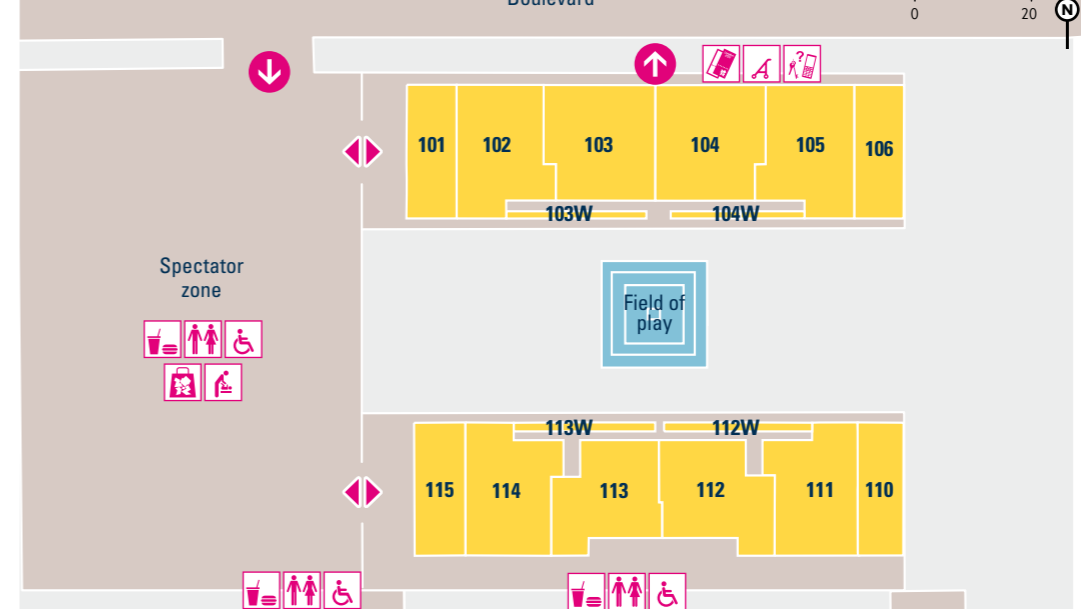 Boulevard
0 20 N
101 102 103 104 105 106
103W 104W
Spectator
zone
Field of
play
113W 112W
115 114 113 112 111 110